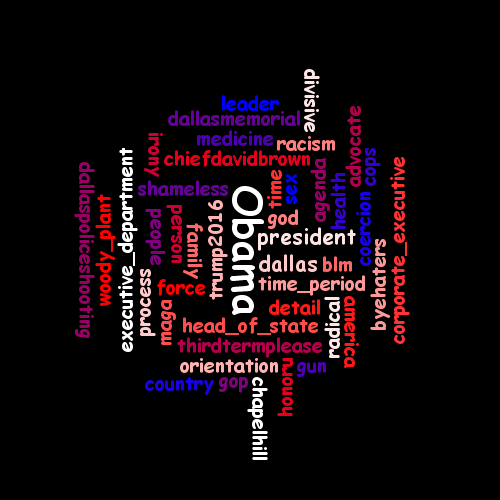 divisive
leader
dallasmemorial
medicine
racism
irony
chiefdavidbrown
advocate
cops
dallaspoliceshooting
woody_plant
executive_department
shameless
people
person
family
trump2016
Obama
time
sex
god
agenda
health
coercion
corporate_executive
president
byehaters
dallas
blm
time_period
process
maga
force
detail
head_of_state
radical
america
thirdtermplease
orientation
honor
gun
country
gop
chapelhill